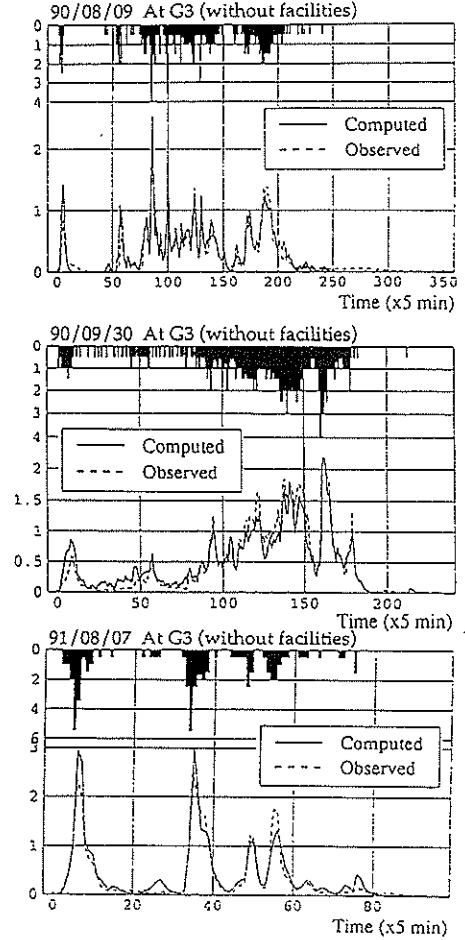 90/08/09 At G3 (without facilities)
0
1
2
3
4
2
1
0
Computed
Observed
0 50 100 150 200 250 300 350
Time (x5 min)
90/09/30 At G3 (without facilities)
0
1
2
3
4
2
1.5
1
0.5
0
Computed
Observed
0 50 100 150 200
Time (x5 min)
91/08/07 At G3 (without facilities)
0
2
4
6
3
2
1
0
Computed
Observed
0 20 40 60 80
Time (x5 min)